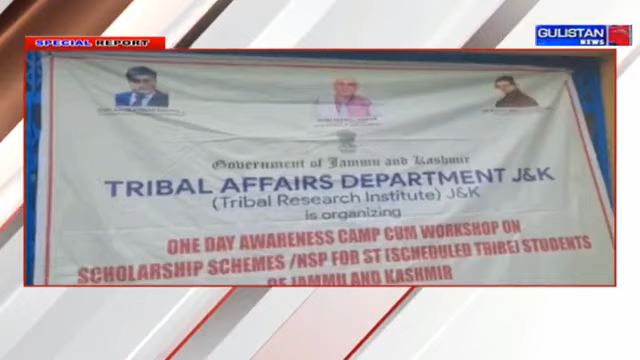 SPECIAL REPORT
GULISTAN
NEWS
Government of Jammu and Kashmir
TRIBAL AFFAIRS DEPARTMENT J&K
(Tribal Research Institute) J&K
is organizing
ONE DAY AWARENESS CAMP CUM WORKSHOP ON
SCHOLARSHIP SCHEMES /NSP FOR ST (SCHEDULED TRIBE) STUDENTS
OF JAMMU AND KASHMIR